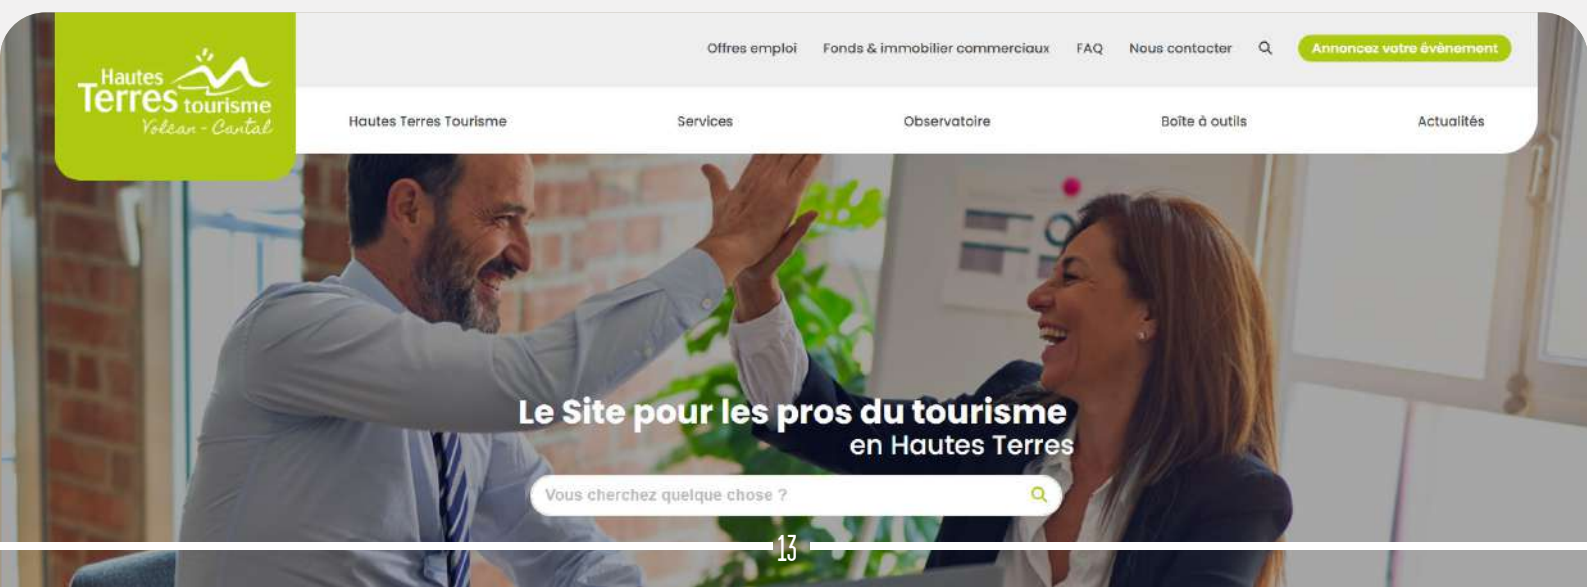 Offres emploi Fonds & immobilier commerciaux FAQ Nous contacter Annoncez votre évènement
Hautes
Terres tourisme
Volcan - Cantal
Hautes Terres Tourisme Services Observatoire Boîte à outils Actualités
Le Site pour les pros du tourisme
en Hautes Terres
Vous cherchez quelque chose ?
13